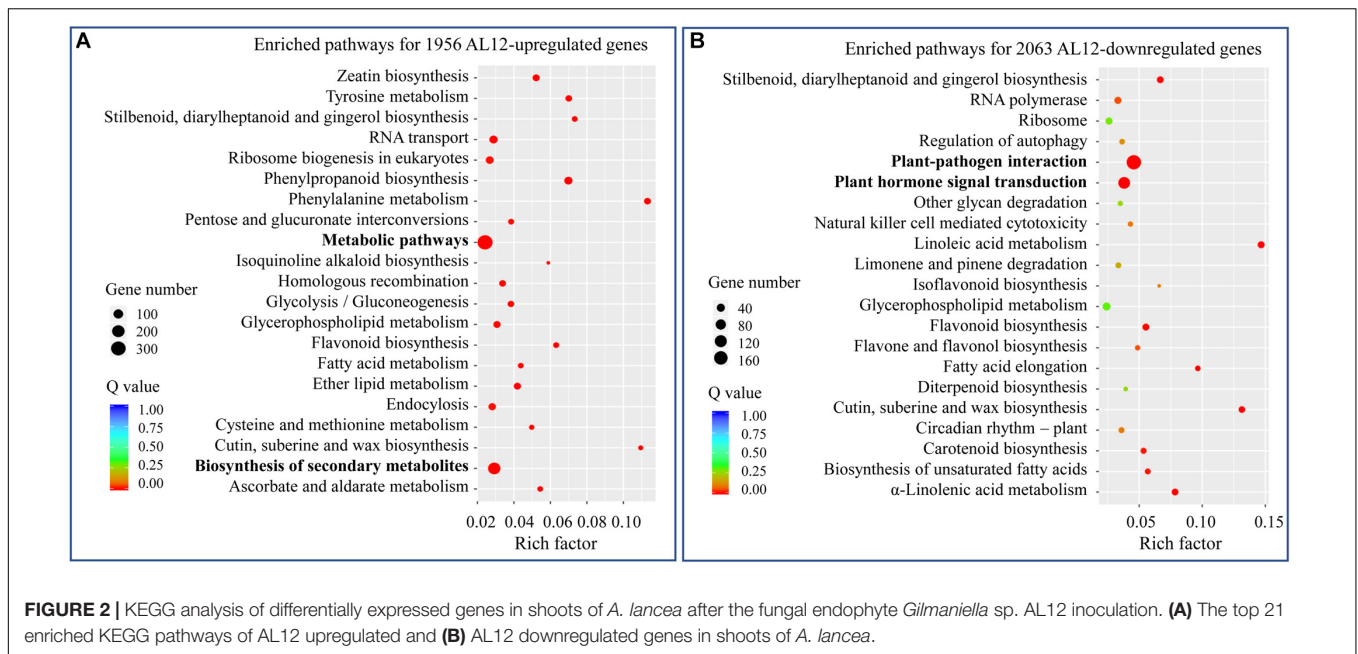 A
Enriched pathways for 1956 AL12-upregulated genes
Zeatin biosynthesis
Tyrosine metabolism
Stilbenoid, diarylheptanoid and gingerol biosynthesis
RNA transport
Ribosome biogenesis in eukaryotes
Phenylpropanoid biosynthesis
Phenylalanine metabolism
Pentose and glucuronate interconversions
Metabolic pathways
Isoquinoline alkaloid biosynthesis
Homologous recombination
Glycolysis / Gluconeogenesis
Glycerophospholipid metabolism
Flavonoid biosynthesis
Fatty acid metabolism
Ether lipid metabolism
Endocylosis
Cysteine and methionine metabolism
Cutin, suberine and wax biosynthesis
Biosynthesis of secondary metabolites
Ascorbate and aldarate metabolism
Gene number
100
200
300
Q value
1.00
0.75
0.50
0.25
0.00
0.02 0.04 0.06 0.08 0.10
Rich factor
B
Enriched pathways for 2063 AL12-downregulated genes
Stilbenoid, diarylheptanoid and gingerol biosynthesis
RNA polymerase
Ribosome
Regulation of autophagy
Plant-pathogen interaction
Plant hormone signal transduction
Other glycan degradation
Natural killer cell mediated cytotoxicity
Linoleic acid metabolism
Limonene and pinene degradation
Isoflavonoid biosynthesis
Glycerophospholipid metabolism
Flavonoid biosynthesis
Flavone and flavonol biosynthesis
Fatty acid elongation
Diterpenoid biosynthesis
Cutin, suberine and wax biosynthesis
Circadian rhythm – plant
Carotenoid biosynthesis
Biosynthesis of unsaturated fatty acids
α-Linolenic acid metabolism
Gene number
40
80
120
160
Q value
1.00
0.75
0.50
0.25
0.00
0.05 0.10 0.15
Rich factor
FIGURE 2 | KEGG analysis of differentially expressed genes in shoots of A. lancea after the fungal endophyte Gilmaniella sp. AL12 inoculation. (A) The top 21
enriched KEGG pathways of AL12 upregulated and (B) AL12 downregulated genes in shoots of A. lancea.